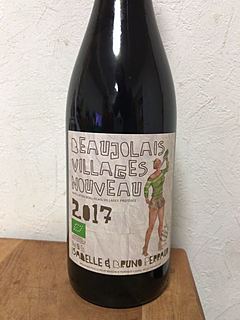 BEAUJOLAIS
VILLAGES
NOUVEAU
2017
ISABELLE & BRUNO PERRAUD